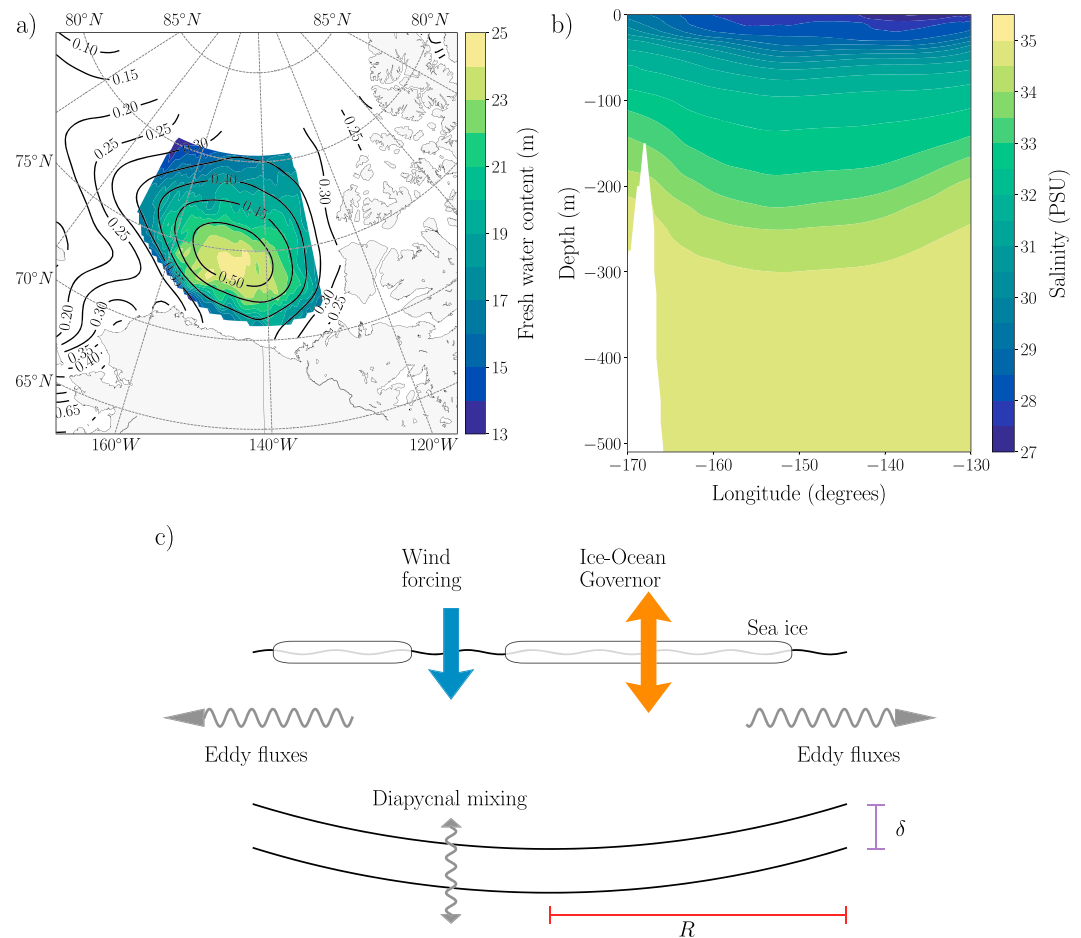 a)
80°N
85°N
85°N
80°N
75°N
70°N
65°N
160°W
140°W
120°W
0.10
0.15
0.20
0.25
0.25
0.30
0.25
0.40
0.45
0.50
0.30
0.25
0.20
0.30
0.35
0.40
0.65
0.30
0.25
25
23
21
19
17
15
13
Fresh water content (m)
b)
0
−100
−200
−300
−400
−500
Depth (m)
−170
−160
−150
−140
−130
Longitude (degrees)
35
34
33
32
31
30
29
28
27
Salinity (PSU)
c)
Wind
forcing
Ice-Ocean
Governor
Sea ice
Eddy fluxes
Eddy fluxes
Diapycnal mixing
δ
R